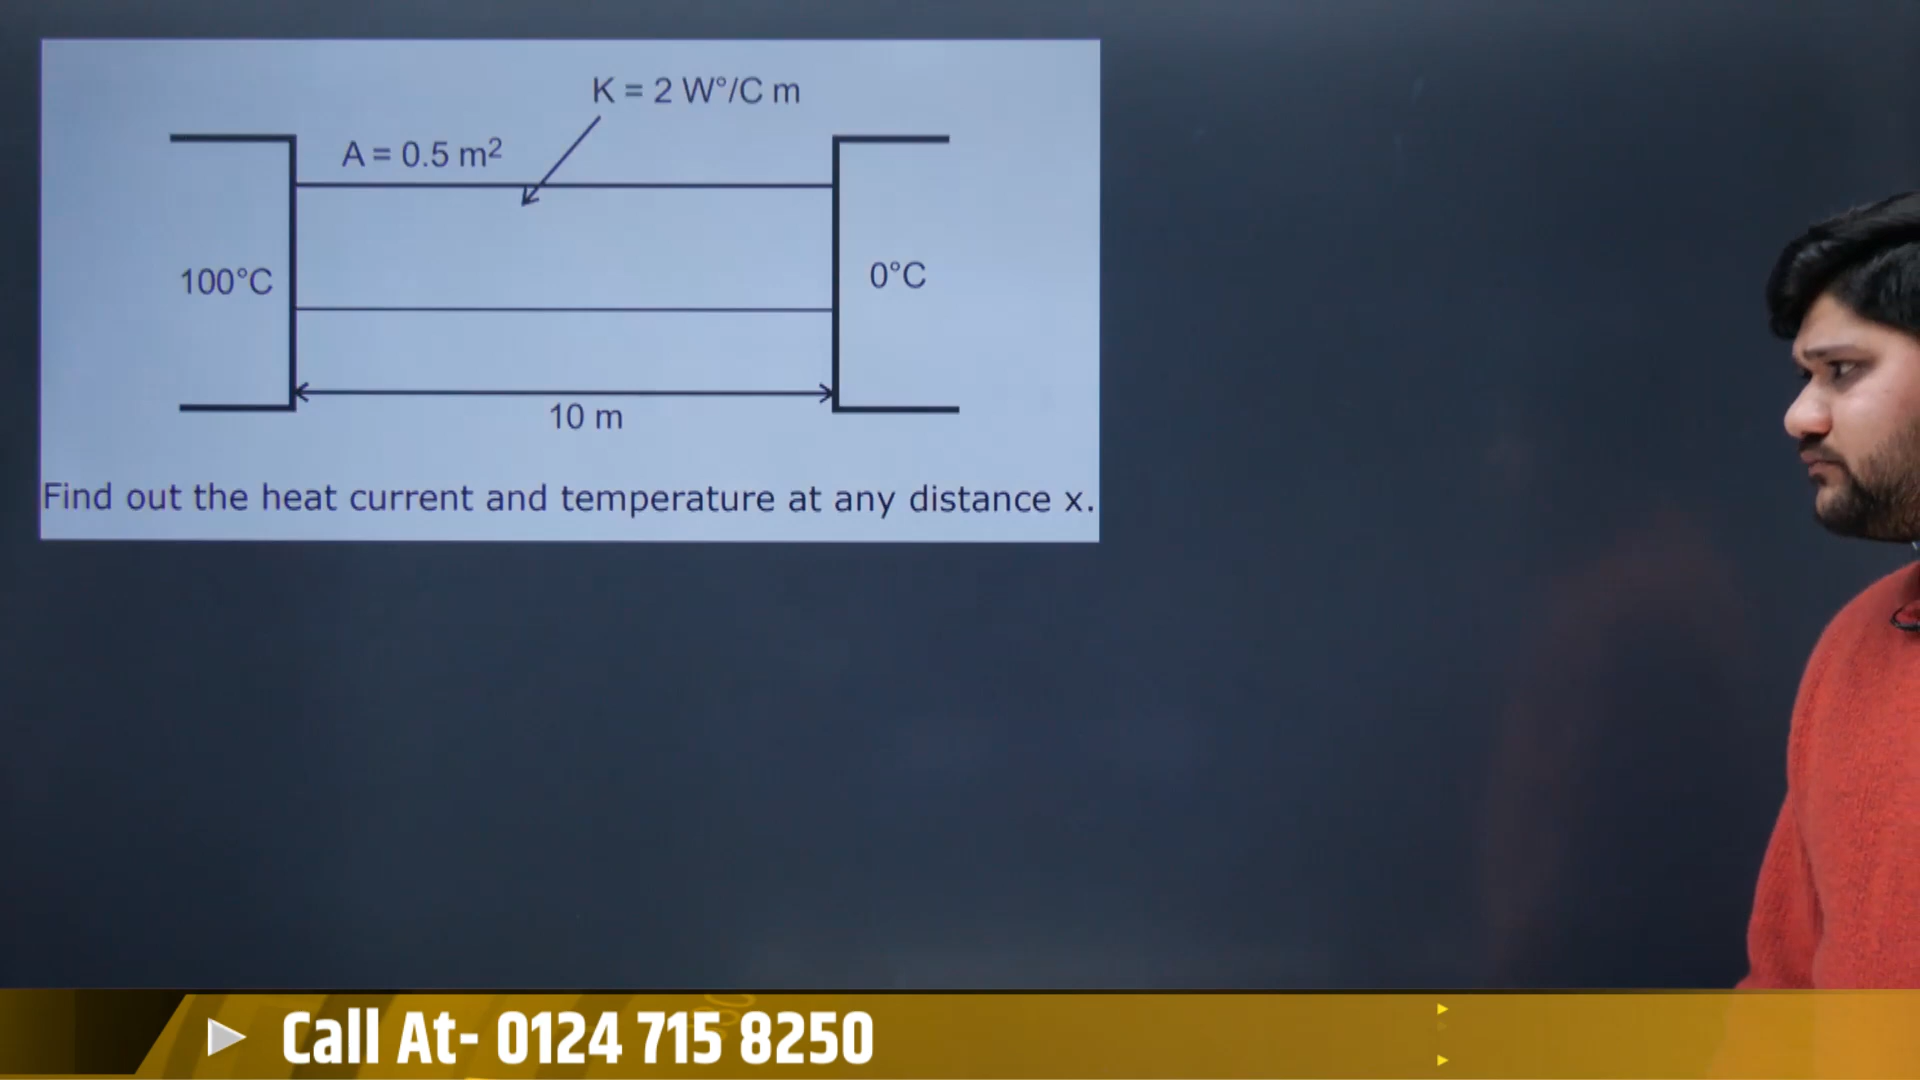 K = 2 W°/C m
A = 0.5 m²
100°C
0°C
10 m
Find out the heat current and temperature at any distance x.
Call At- 0124 715 8250